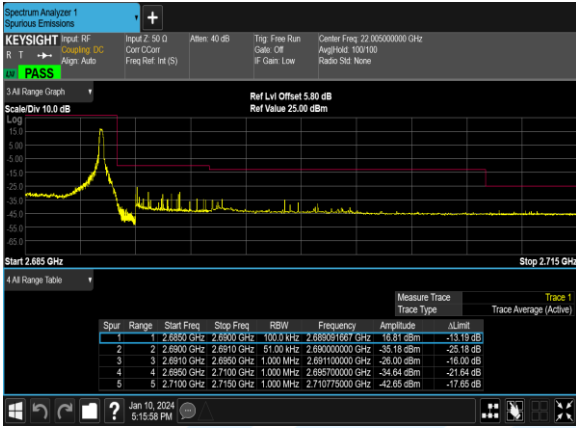 Spectrum Analyzer 1
Spurious Emissions
+
KEYSIGHT Input: RF Input Z: 50 Ω Atten: 40 dB Trig: Free Run Center Freq: 22.005000000 GHz
R T Coupling: DC Corr CCorr Gate: Off Avg|Hold: 100/100
Align: Auto Freq Ref: Int (S) IF Gain: Low Radio Std: None
PASS
3 All Range Graph
Ref Lvl Offset 5.80 dB
Scale/Div 10.0 dB Ref Value 25.00 dBm
Log
15.0
5.00
-5.00
-15.0
-25.0
-35.0
-45.0
-55.0
-65.0
Start 2.685 GHz Stop 2.715 GHz
4 All Range Table
Measure Trace Trace 1
Trace Type Trace Average (Active)
Spur Range Start Freq Stop Freq RBW Frequency Amplitude ΔLimit
1 1 2.6850 GHz 2.6900 GHz 100.0 kHz 2.689091667 GHz 16.81 dBm -13.19 dB
2 2 2.6900 GHz 2.6910 GHz 51.00 kHz 2.690000000 GHz -35.18 dBm -25.18 dB
3 3 2.6910 GHz 2.6950 GHz 1.000 MHz 2.691100000 GHz -26.00 dBm -16.00 dB
4 4 2.6950 GHz 2.7100 GHz 1.000 MHz 2.695700000 GHz -34.64 dBm -21.64 dB
5 5 2.7100 GHz 2.7150 GHz 1.000 MHz 2.710775000 GHz -42.65 dBm -17.65 dB
?
Jan 10, 2024
5:15:58 PM